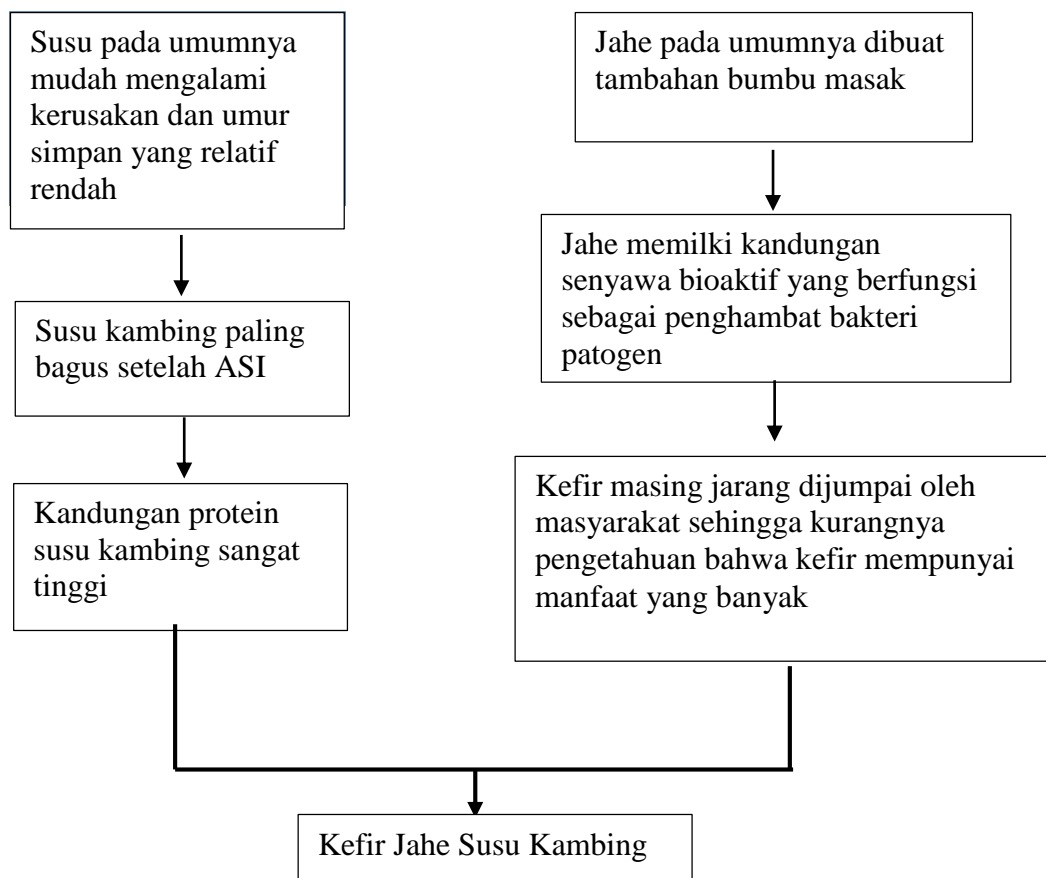 Susu pada umumnya
mudah mengalami
kerusakan dan umur
simpan yang relatif
rendah
Susu kambing paling
bagus setelah ASI
Kandungan protein
susu kambing sangat
tinggi
Jahe pada umumnya dibuat
tambahan bumbu masak
Jahe memilki kandungan
senyawa bioaktif yang berfungsi
sebagai penghambat bakteri
patogen
Kefir masing jarang dijumpai oleh
masyarakat sehingga kurangnya
pengetahuan bahwa kefir mempunyai
manfaat yang banyak
Kefir Jahe Susu Kambing